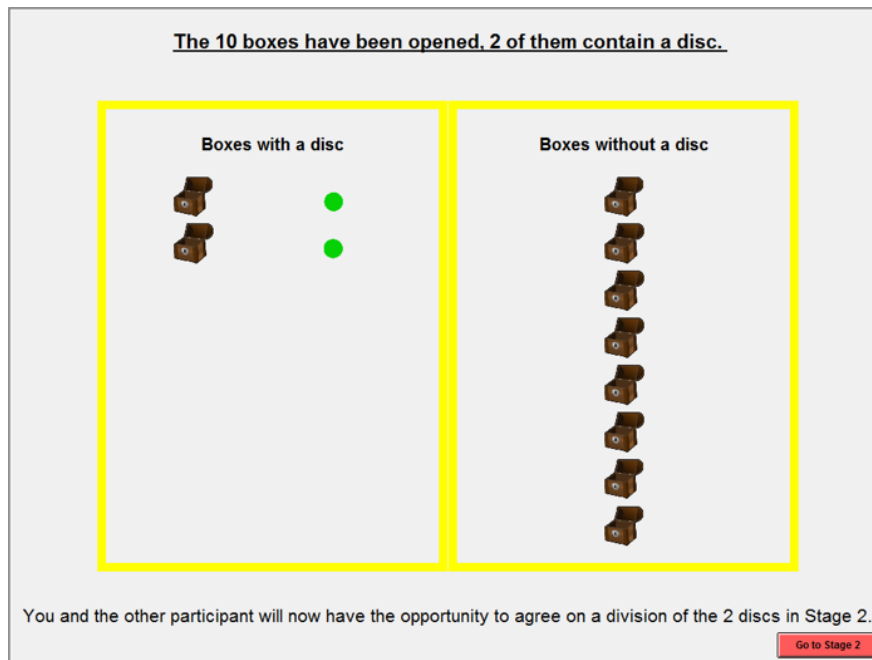 The 10 boxes have been opened, 2 of them contain a disc.
Boxes with a disc
Boxes without a disc
You and the other participant will now have the opportunity to agree on a division of the 2 discs in Stage 2.
Go to Stage 2